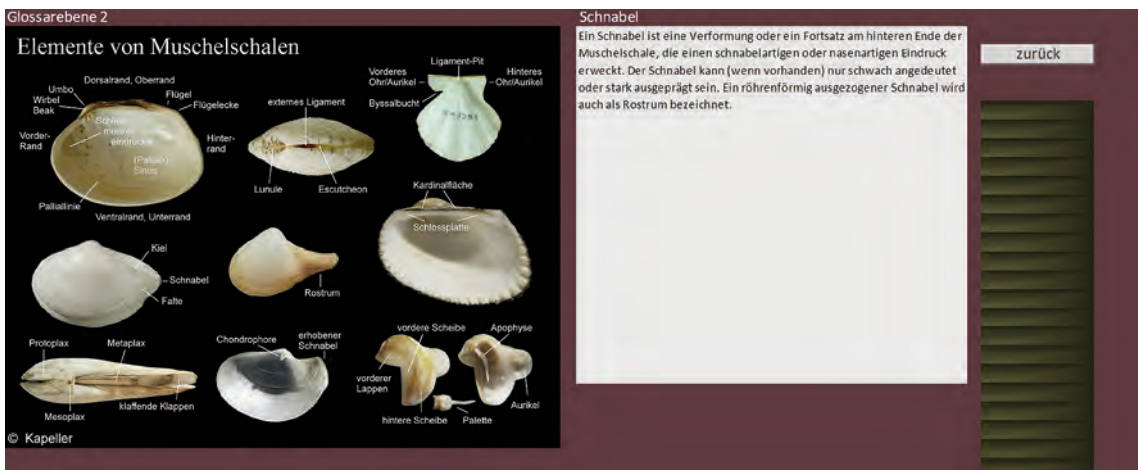 Glossarebene 2
Elemente von Muschelschalen
Dorsalrand, Oberrand
Umbo
Wirbel
Beak
Flügel
Flügelecke
Schließ-
muskel-
eindrücke
Vorder-
Rand
Hinter-
rand
(Pallial-)
Sinus
Palliallinie
Ventralrand, Unterrand
externes Ligament
Lunule
Escutcheon
Ligament-Pit
Vorderes
Ohr/Aurikel
Hinteres
Ohr/Aurikel
Byssalbucht
Kardinalfläche
Schlossplatte
Kiel
Schnabel
Falte
Rostrum
Protoplax
Metaplax
Mesoplax
klaffende Klappen
Chondrophore
erhobener
Schnabel
vordere Scheibe
Apophyse
vorderer
Lappen
hintere Scheibe
Palette
Aurikel
© Kapeller
Schnabel
Ein Schnabel ist eine Verformung oder ein Fortsatz am hinteren Ende der
Muschelschale, die einen schnabelartigen oder nasenartigen Eindruck
erweckt. Der Schnabel kann (wenn vorhanden) nur schwach angedeutet
oder stark ausgeprägt sein. Ein röhrenförmig ausgezogener Schnabel wird
auch als Rostrum bezeichnet.
zurück